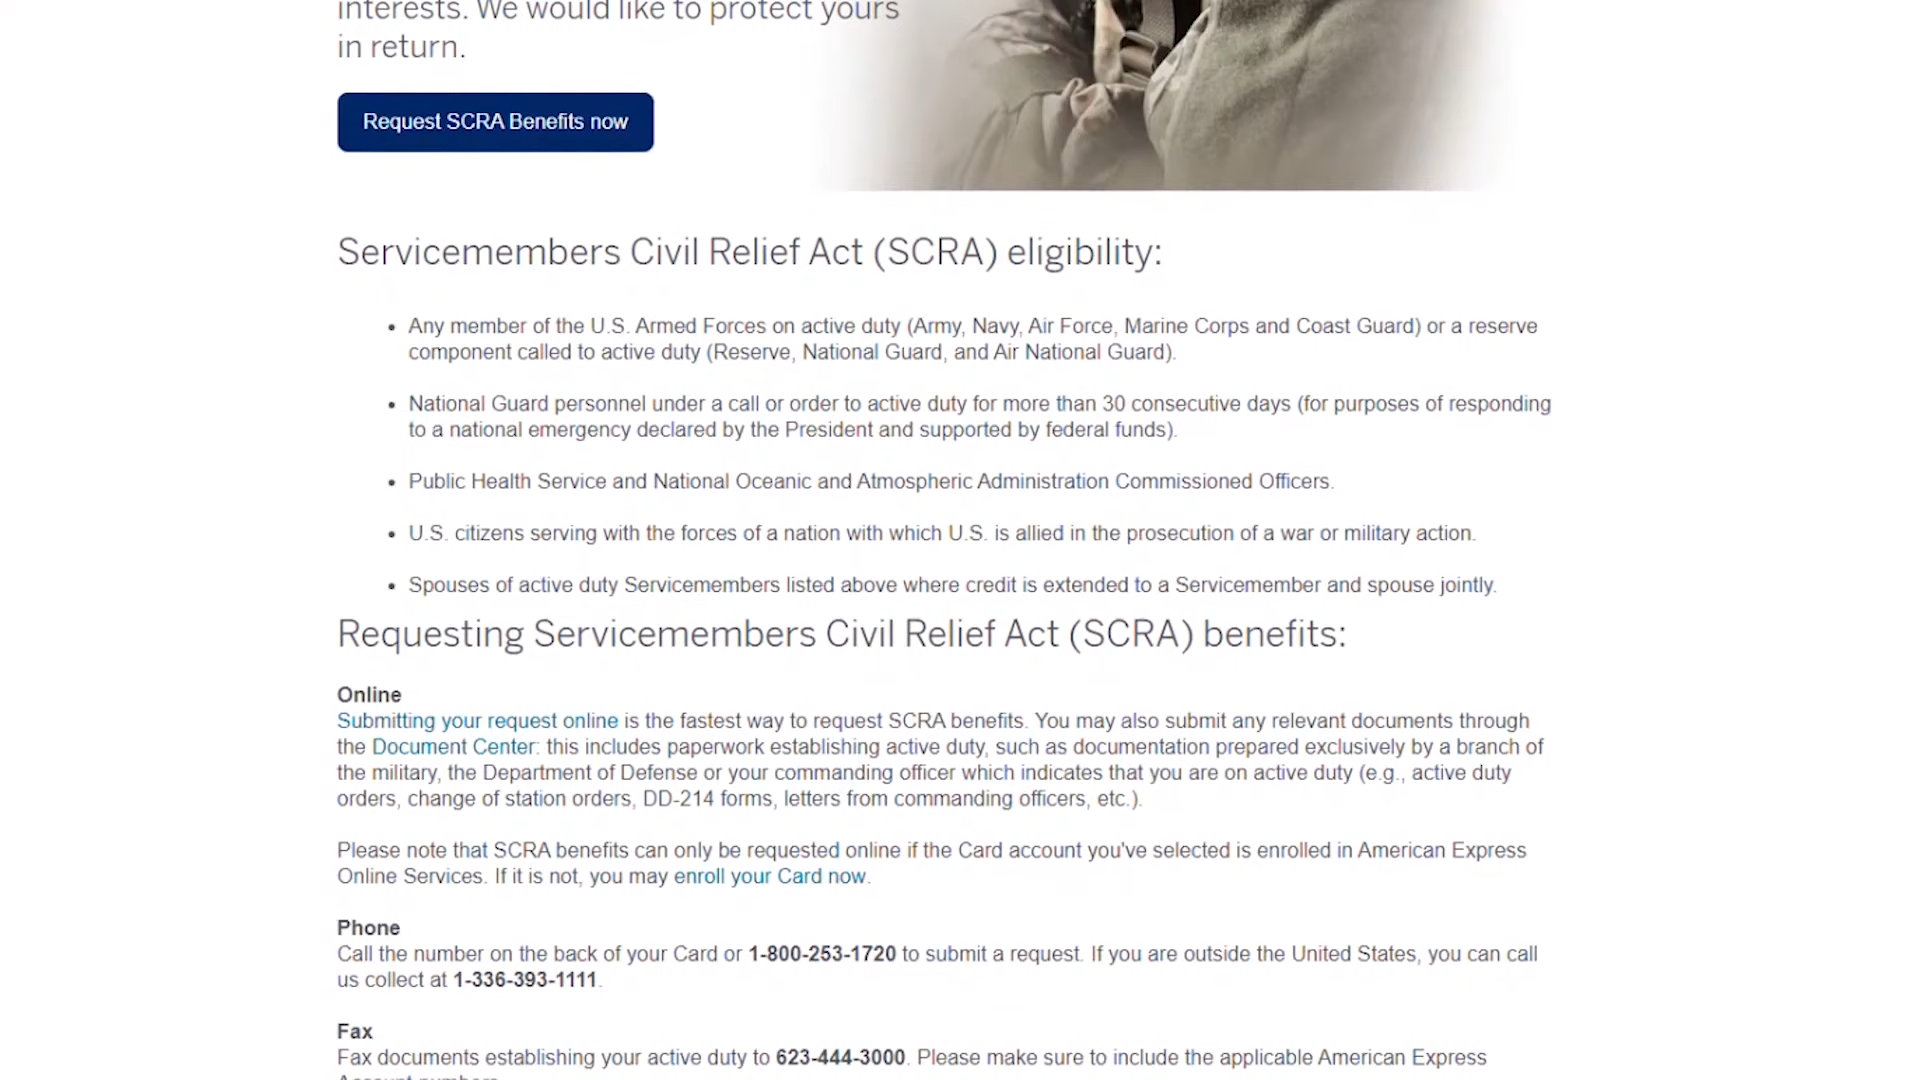 interests. We would like to protect yours
in return.
Request SCRA Benefits now
Servicemembers Civil Relief Act (SCRA) eligibility:
• Any member of the U.S. Armed Forces on active duty (Army, Navy, Air Force, Marine Corps and Coast Guard) or a reserve
component called to active duty (Reserve, National Guard, and Air National Guard).
• National Guard personnel under a call or order to active duty for more than 30 consecutive days (for purposes of responding
to a national emergency declared by the President and supported by federal funds).
• Public Health Service and National Oceanic and Atmospheric Administration Commissioned Officers.
• U.S. citizens serving with the forces of a nation with which U.S. is allied in the prosecution of a war or military action.
• Spouses of active duty Servicemembers listed above where credit is extended to a Servicemember and spouse jointly.
Requesting Servicemembers Civil Relief Act (SCRA) benefits:
Online
Submitting your request online is the fastest way to request SCRA benefits. You may also submit any relevant documents through
the Document Center: this includes paperwork establishing active duty, such as documentation prepared exclusively by a branch of
the military, the Department of Defense or your commanding officer which indicates that you are on active duty (e.g., active duty
orders, change of station orders, DD-214 forms, letters from commanding officers, etc.).
Please note that SCRA benefits can only be requested online if the Card account you've selected is enrolled in American Express
Online Services. If it is not, you may enroll your Card now.
Phone
Call the number on the back of your Card or 1-800-253-1720 to submit a request. If you are outside the United States, you can call
us collect at 1-336-393-1111.
Fax
Fax documents establishing your active duty to 623-444-3000. Please make sure to include the applicable American Express